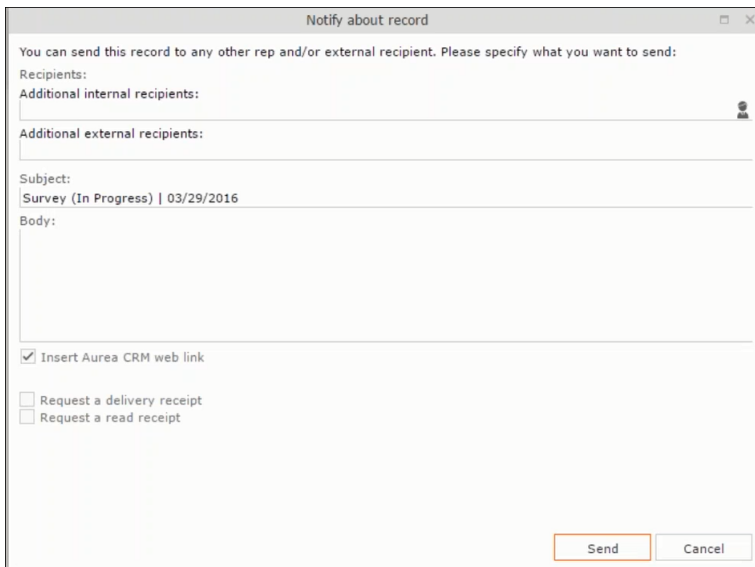 Notify about record
You can send this record to any other rep and/or external recipient. Please specify what you want to send:
Recipients:
Additional internal recipients:
Additional external recipients:
Subject:
Survey (In Progress) | 03/29/2016
Body:
Insert Aurea CRM web link
Request a delivery receipt
Request a read receipt
Send Cancel